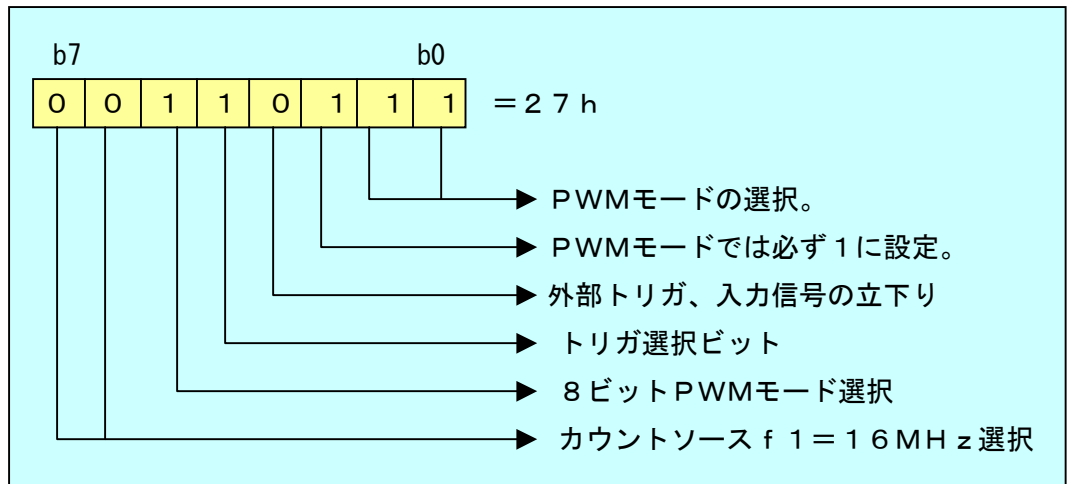 b7 b0
０ ０ １ １ ０ １ １ １ ＝２７ｈ
ＰＷＭモードの選択。
ＰＷＭモードでは必ず１に設定。
外部トリガ、入力信号の立下り
トリガ選択ビット
８ビットＰＷＭモード選択
カウントソースｆ１＝１６ＭＨｚ選択